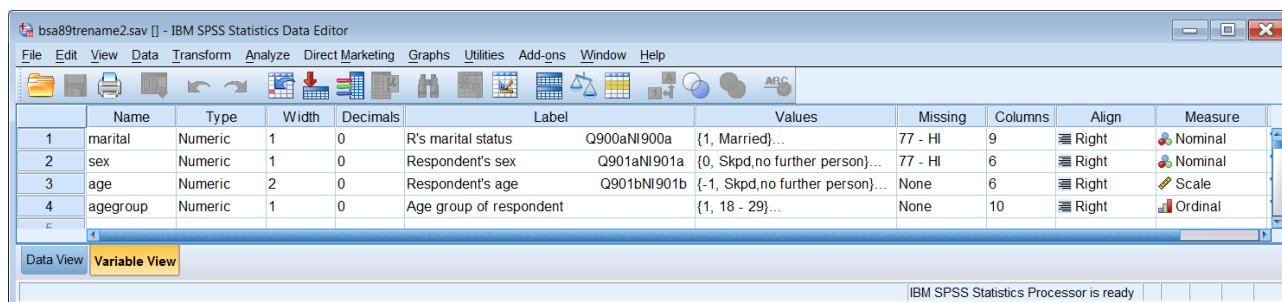 bsa89trename2.sav [] - IBM SPSS Statistics Data Editor
File Edit View Data Transform Analyze Direct Marketing Graphs Utilities Add-ons Window Help
Name Type Width Decimals Label Values Missing Columns Align Measure
1 marital Numeric 1 0 R's marital status Q900aNI900a {1, Married}... 77 - HI 9 Right Nominal
2 sex Numeric 1 0 Respondent's sex Q901aNI901a {0, Skpd,no further person}... 77 - HI 6 Right Nominal
3 age Numeric 2 0 Respondent's age Q901bNI901b {-1, Skpd,no further person}... None 6 Right Scale
4 agegroup Numeric 1 0 Age group of respondent {1, 18 - 29}... None 10 Right Ordinal
Data View Variable View
IBM SPSS Statistics Processor is ready